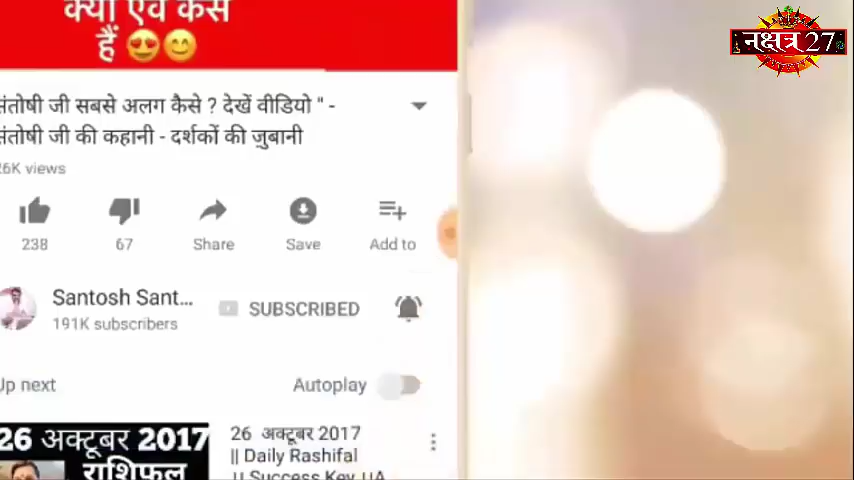 क्या एवं कैसे
हैं
नक्षत्र 27
संतोषी जी सबसे अलग कैसे ? देखें वीडियो " -
संतोषी जी की कहानी - दर्शकों की ज़ुबानी
26K views
238
67
Share
Save
Add to
Santosh Sant...
SUBSCRIBED
191K subscribers
Up next
Autoplay
26 अक्टूबर 2017
राशिफल
26 अक्टूबर 2017
|| Daily Rashifal
|| Success Key